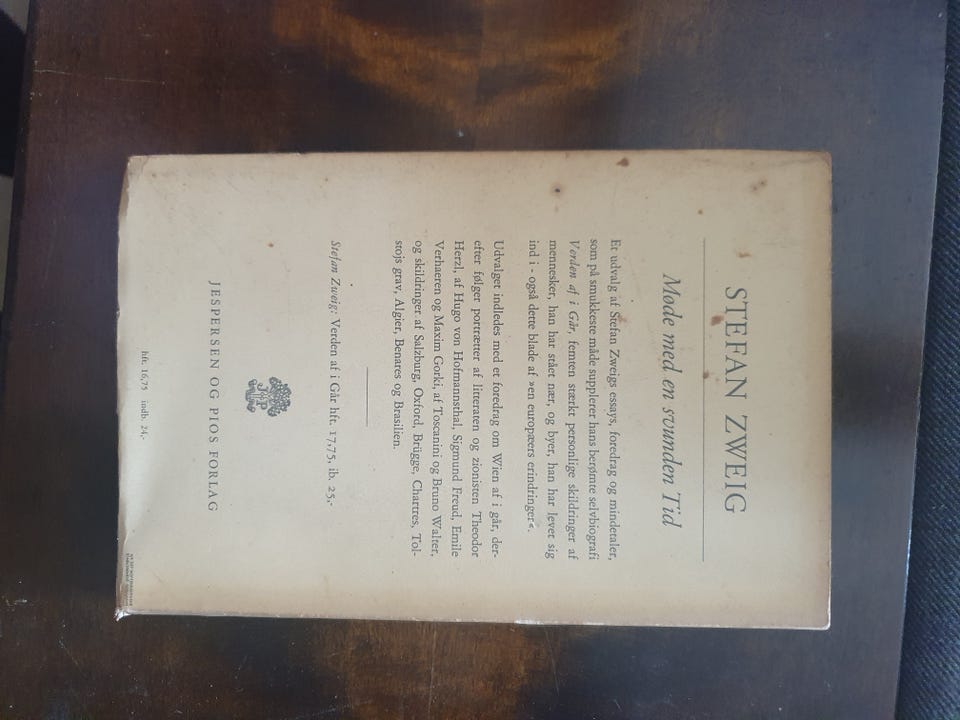 STEFAN ZWEIG
Møde med en svunden Tid
Et udvalg af Stefan Zweigs essays, foredrag og mindetaler,
som på smukkeste måde supplerer hans berømte selvbiografi
Verden af i Går, femten stærkt personlige skildringer af
mennesker, han har stået nær, og byer, han har levet sig
ind i - også dette blade af »en europæers erindringer«.
Udvalget indledes med et foredrag om Wien af i går, der-
efter følger portrætter af litteraten og zionisten Theodor
Herzl, af Hugo von Hofmannsthal, Sigmund Freud, Emile
Verhaeren og Maxim Gorki, af Toscanini og Bruno Walter,
og skildringer af Salzburg, Oxford, Brügge, Chartres, Tol-
stojs grav, Algier, Benares og Brasilien.
Stefan Zweig: Verden af i Går hft. 17,75, ib. 25,-
JHP
JESPERSEN OG PIOS FORLAG
hft. 16,75 indb. 24,-